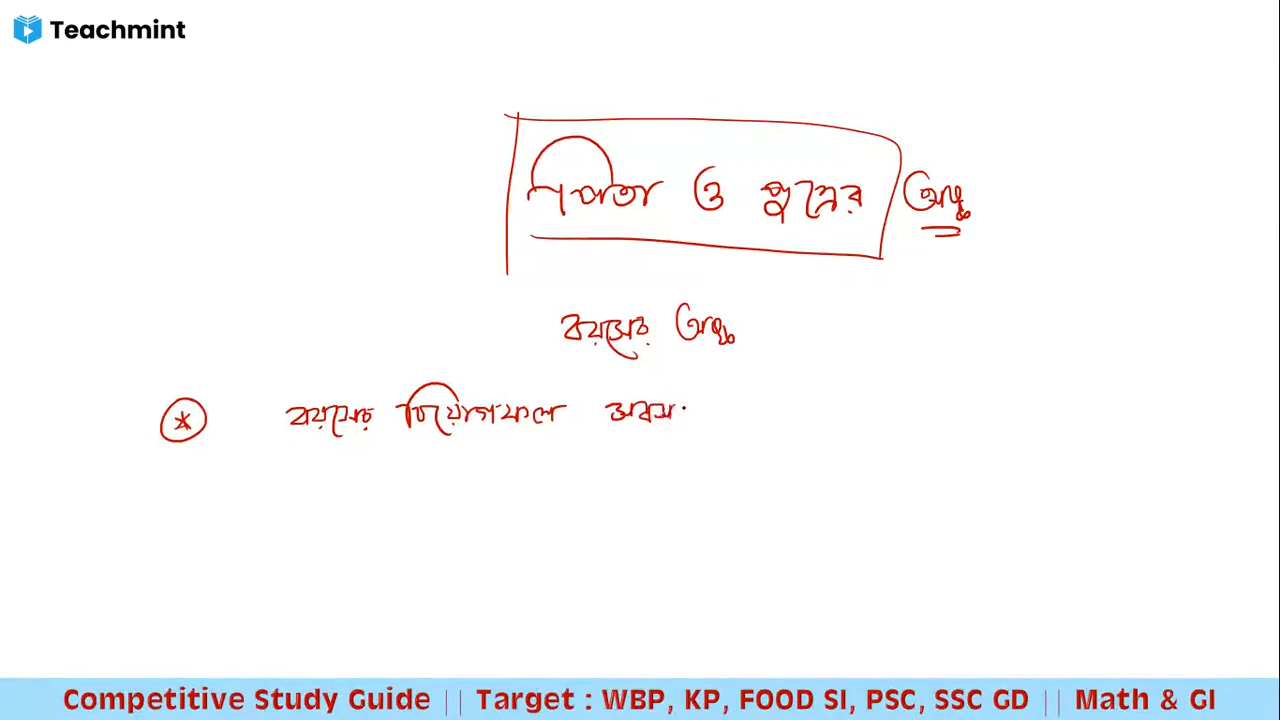 Teachmint
পিতা ও পুত্রের অঙ্ক
বয়সের অঙ্ক
* বয়সের বিয়োগফল সবস
Competitive Study Guide || Target : WBP, KP, FOOD SI, PSC, SSC GD || Math & GI